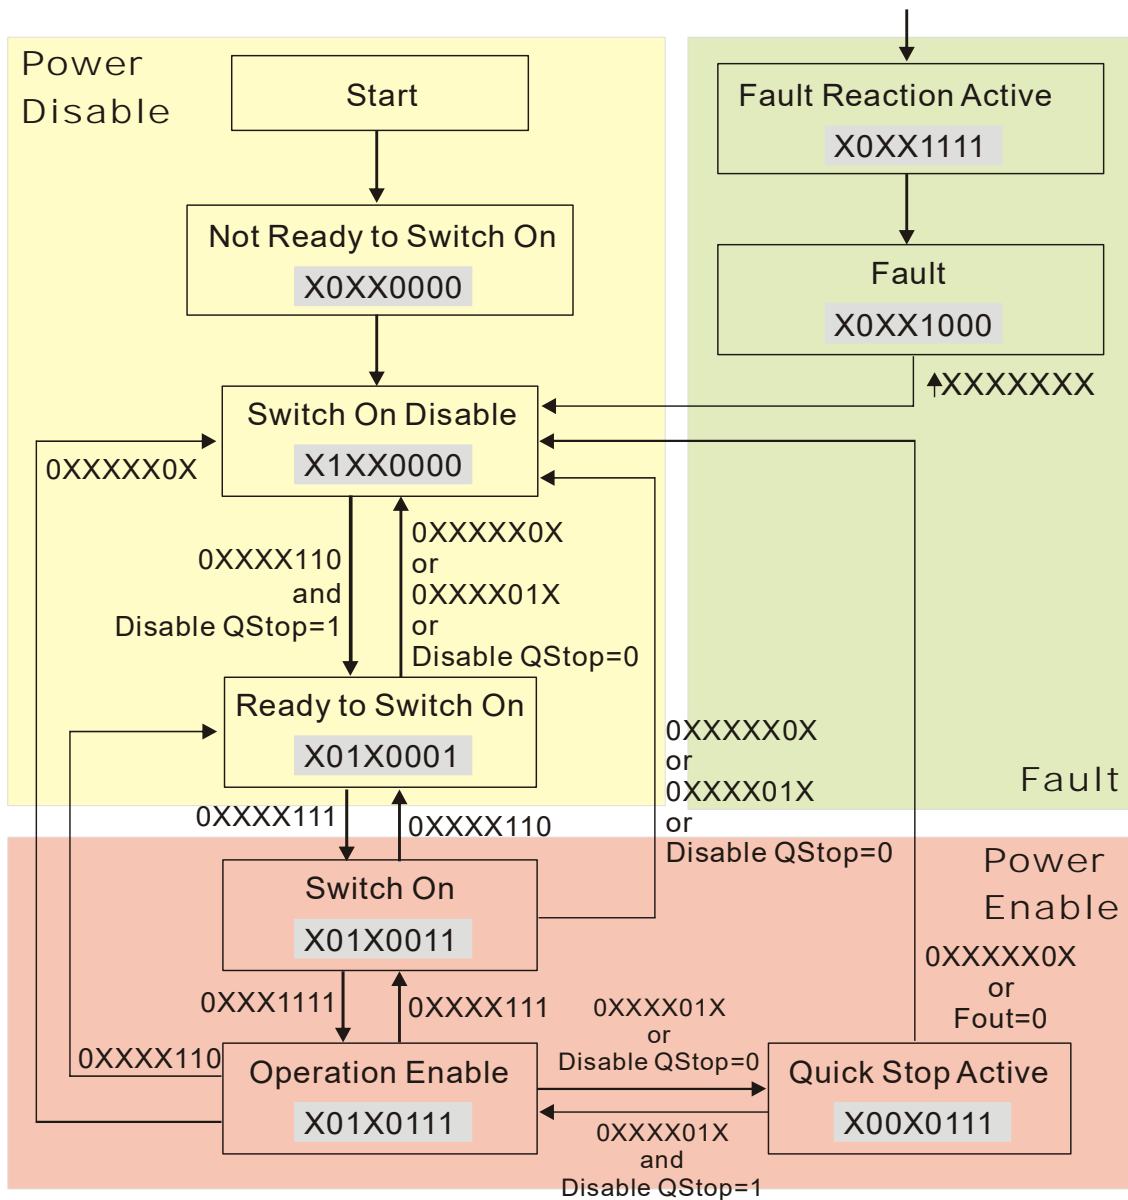 Power
Disable
Start
Not Ready to Switch On
X0XX0000
Switch On Disable
X1XX0000
0XXXXX0X
0XXXX110
and
Disable QStop=1
0XXXXX0X
or
0XXXX01X
or
Disable QStop=0
Ready to Switch On
X01X0001
0XXXX111
0XXXX110
Fault Reaction Active
X0XX1111
Fault
X0XX1000
XXXXXXX
Fault
0XXXXX0X
or
0XXXX01X
or
Disable QStop=0
Power
Enable
Switch On
X01X0011
0XXX1111
0XXXX111
0XXXX110
Operation Enable
X01X0111
0XXXX01X
or
Disable QStop=0
0XXXX01X
and
Disable QStop=1
0XXXXX0X
or
Fout=0
Quick Stop Active
X00X0111